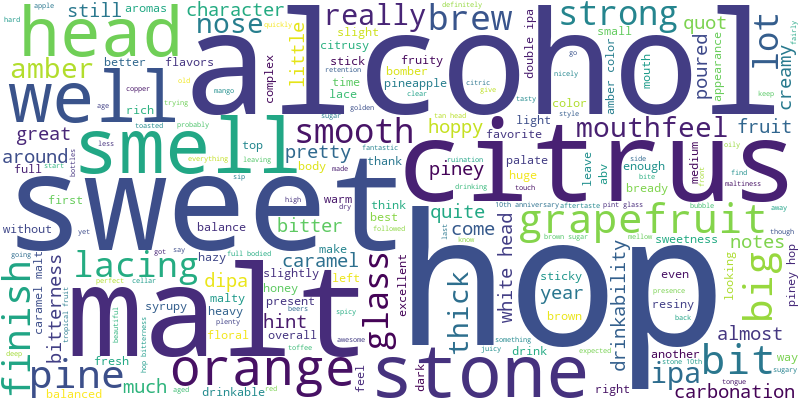 still
aromas
character
really
brew
strong
definitely
apple
quickly
head
nose
alcohol
slight
citrusy
double ipa
small
quot
lot
hard
amber
better
flavors
complex
little
stick
fruity
bomber
poured
appearance
creamy
well
age
copper
old
trying
rich
time
retention
lace
pineapple
clear
citric
give
mango
golden
amber color
mouth
go
nicely
tasty
style
color
keep
fairly
toasted
probably
less
sugar
tan head
great
smell
smooth
hoppy
light
favorite
mouthfeel
fruit
oily
around
full
start
bottles
everything
leaving
top
pretty
body
fantastic
thank
made
piney
ruination
palate
huge
touch
drinking
leave
abv
side
enough
bite
bready
medium
front
find
maltiness
citrus
sweet
sip
high
warm
dry
10th anniversary
aftertaste
pint glass
bubble
away
first
without
yet
balance
bitter
think
best
followed
quite
come
last
know
brown sugar
mellow
grapefruit
though
going
got
say
hazy
full bodied
make
caramel
slightly
left
excellent
white head
drinkability
sweetness
notes
looking
big
piney hop
finish
caramel malt
bitterness
lacing
malt
perfect
cellar
tropical fruit
dipa
honey
malty
present
syrupy
heavy
beers
hint
plenty
overall
spicy
glass
thick
hop
sticky
year
even
resiny
presence
brown
back
beautiful
hop bitterness
floral
awesome
something
juicy
expected
almost
another
deep
pine
fresh
orange
toffee
feel
dark
stone
drink
ipa
bit
stone 10th
way
sugary
balanced
much
aged
drinkable
red
right
tongue
carbonation